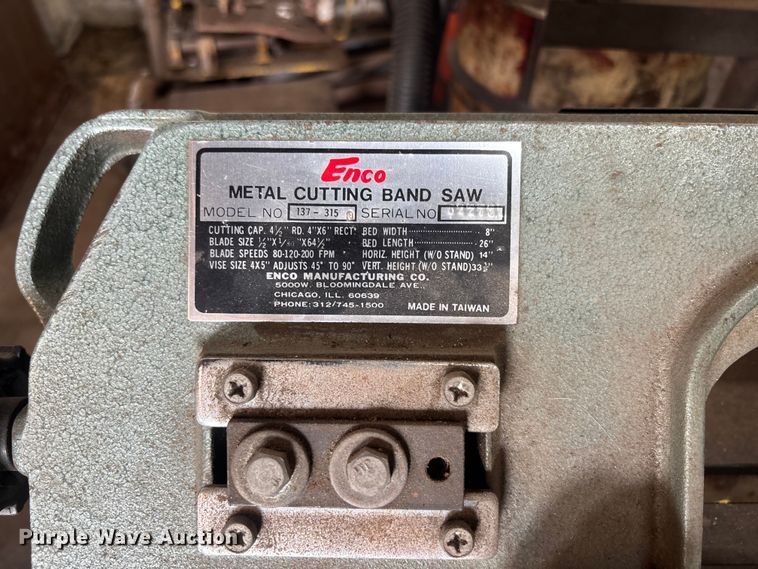 Enco
METAL CUTTING BAND SAW
MODEL NO 137-315 SERIAL NO
CUTTING CAP. 4½" RD. 4"X6" RECT BED WIDTH 8"
BLADE SIZE ½"X "X64½" BED LENGTH 26"
BLADE SPEEDS 80-120-200 FPM HORIZ. HEIGHT (W/O STAND) 14"
VISE SIZE 4X5" ADJUSTS 45° TO 90° VERT. HEIGHT (W/O STAND)33½"
ENCO MANUFACTURING CO.
5000W. BLOOMINGDALE AVE.,
CHICAGO, ILL. 60639
PHONE: 312/745-1500 MADE IN TAIWAN
Purple Wave Auction